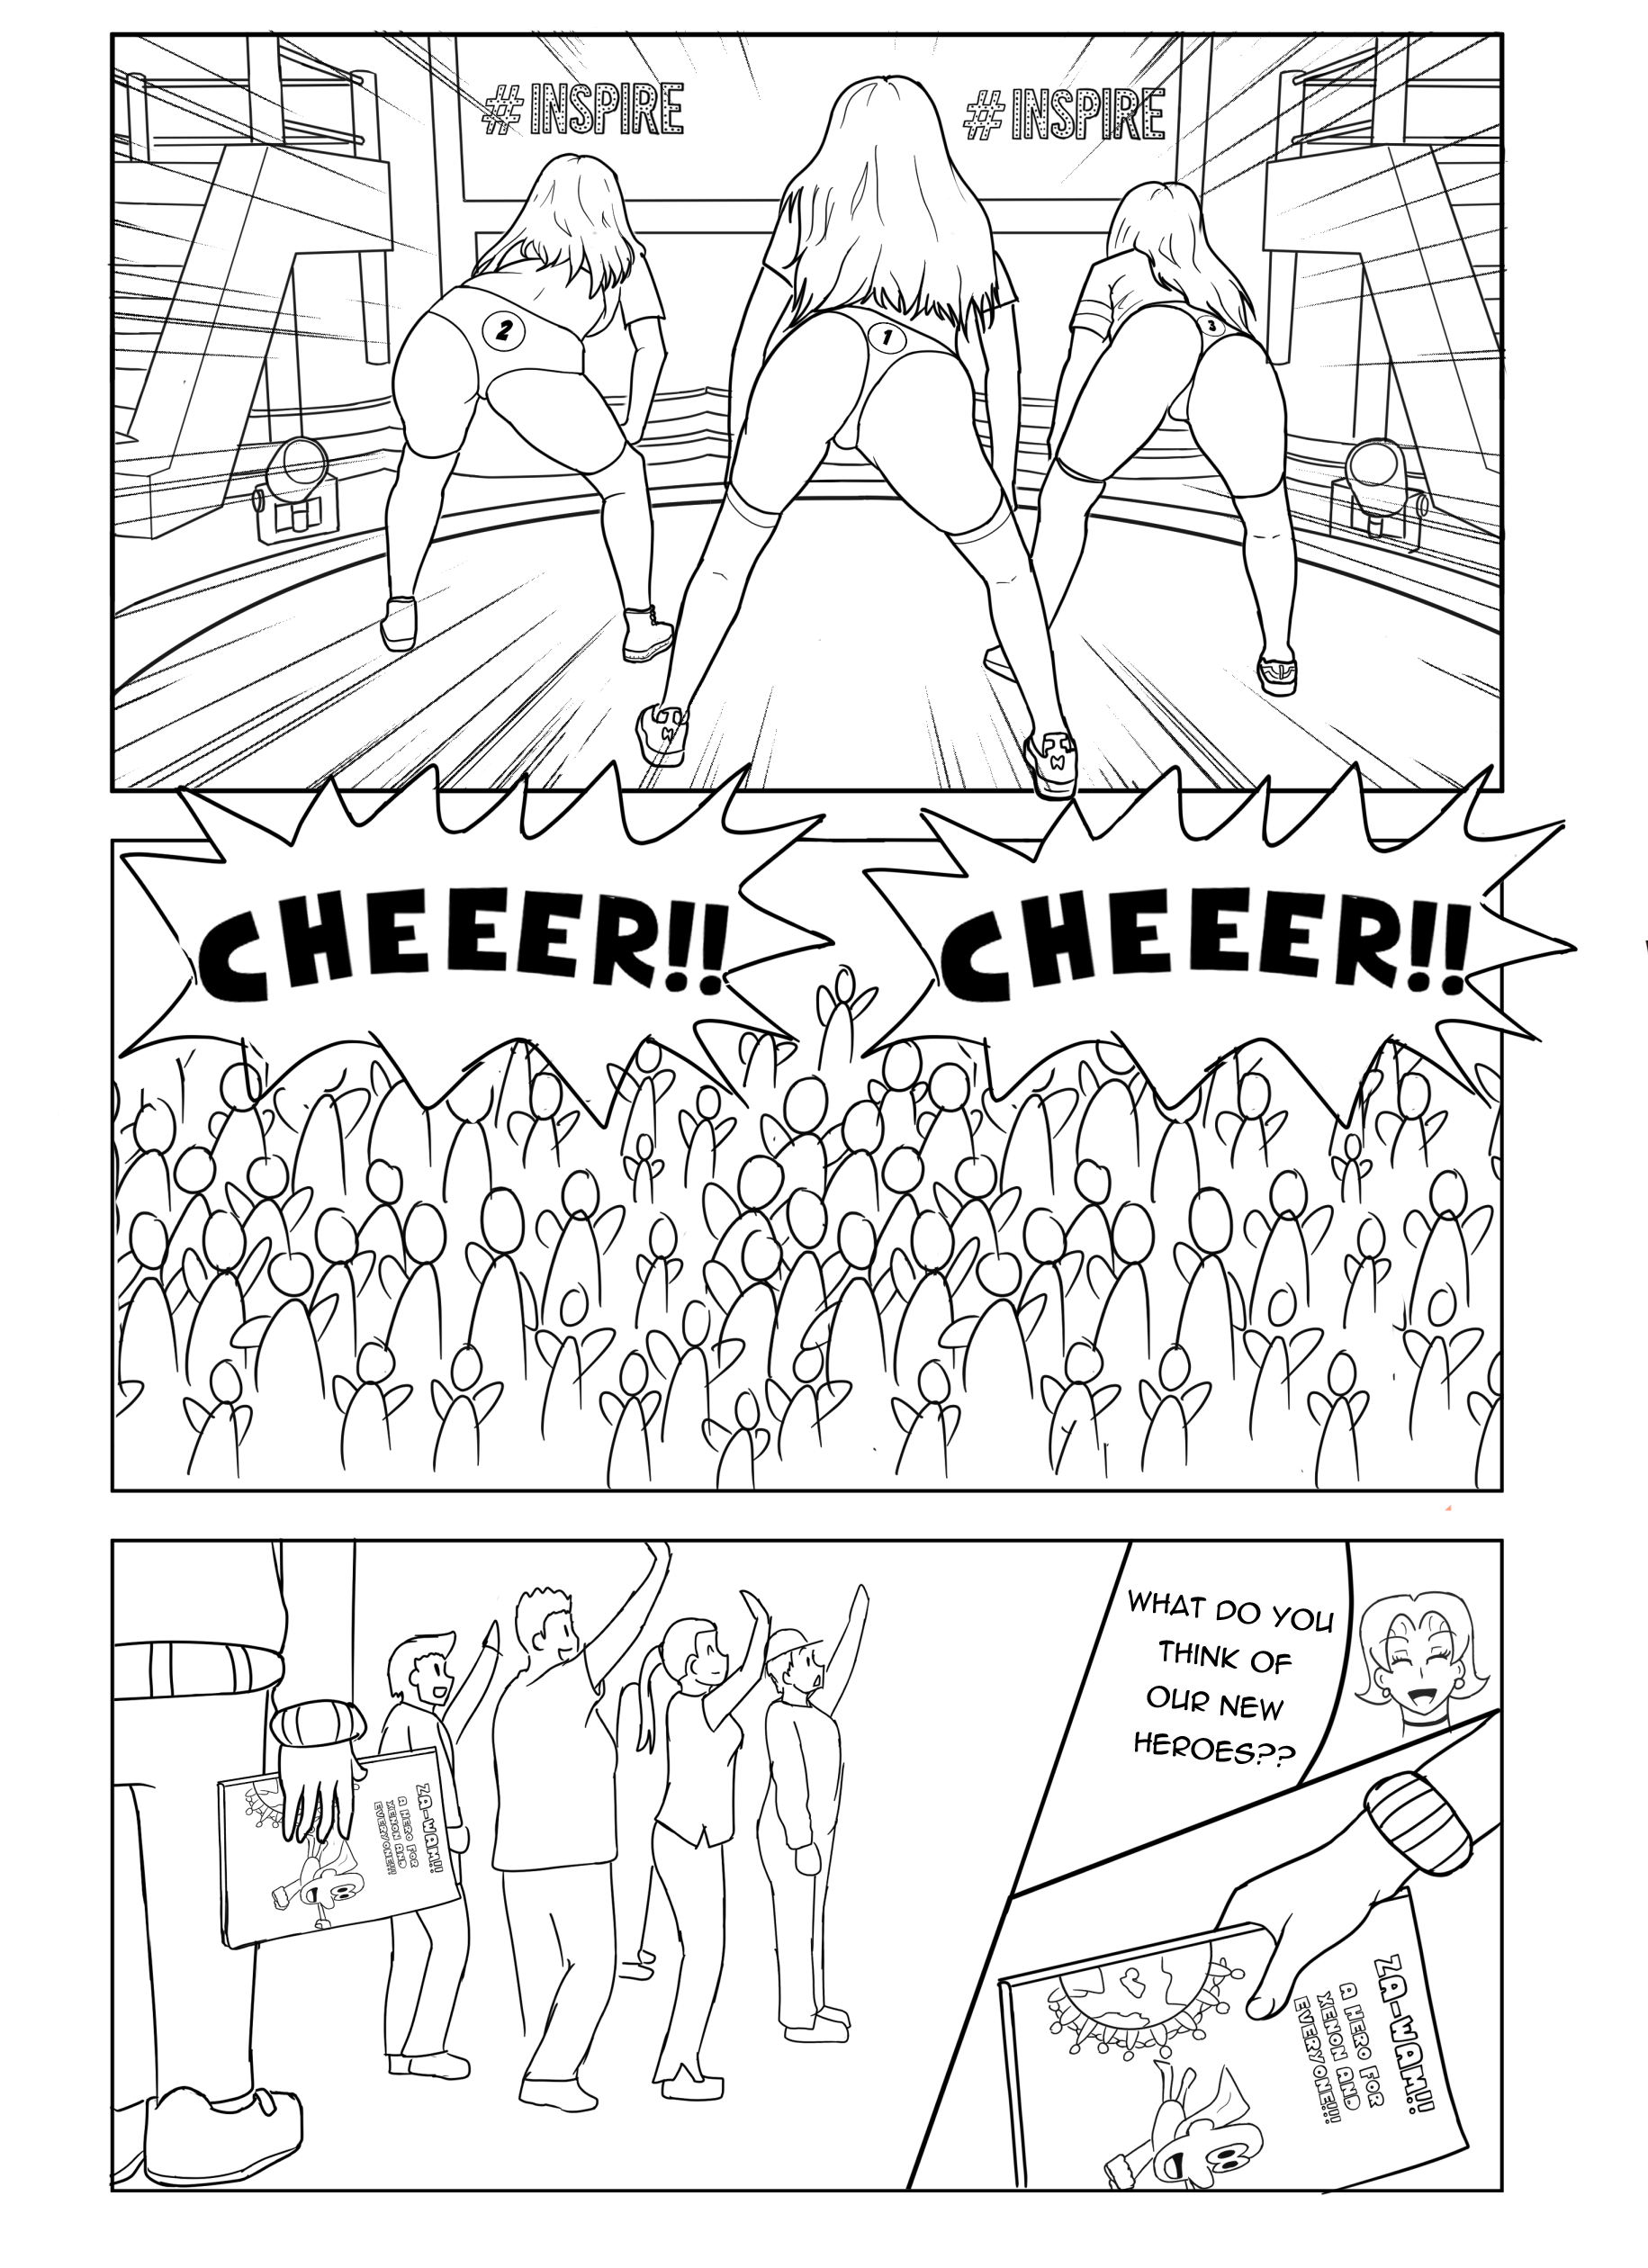 #INSPIRE
#INSPIRE
2
1
3
CHEEER!!
CHEEER!!
ZA-WAM!!
A HERO FOR
XENON AND
EVERYONE!!!
WHAT DO YOU
THINK OF
OUR NEW
HEROES??
ZA-WAM!!
A HERO FOR
XENON AND
EVERYONE!!!